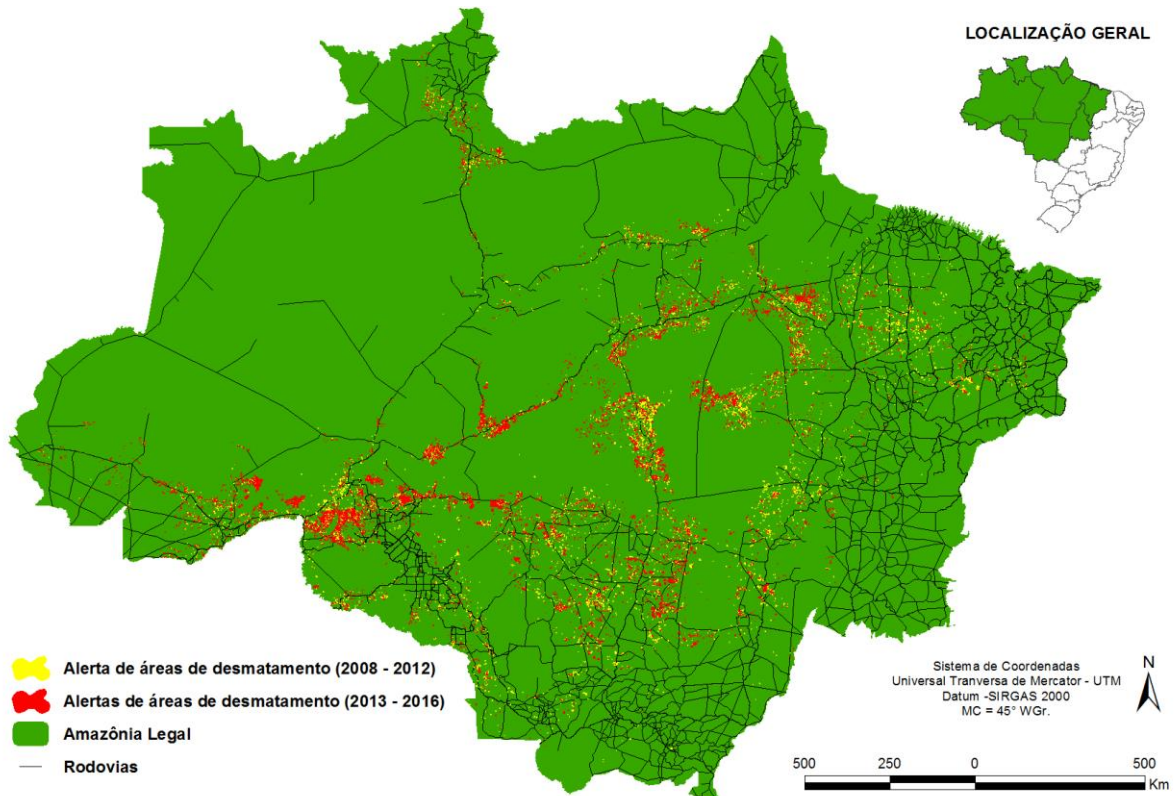 LOCALIZAÇÃO GERAL
Alerta de áreas de desmatamento (2008 - 2012)
Alertas de áreas de desmatamento (2013 - 2016)
Amazônia Legal
Rodovias
Sistema de Coordenadas
Universal Tranversa de Mercator - UTM
Datum -SIRGAS 2000
MC = 45° WGr.
N
500 250 0 500
Km